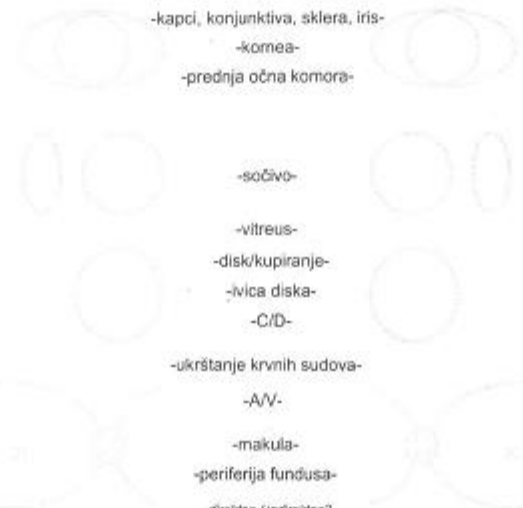 -kapci, konjunktiva, sklera, iris-
-kornea-
-prednja očna komora-
-sočivo-
-vitreus-
-disk/kupiranje-
-ivica diska-
-C/D-
-ukrštanje krvnih sudova-
-A/V-
-makula-
-periferija fundusa-